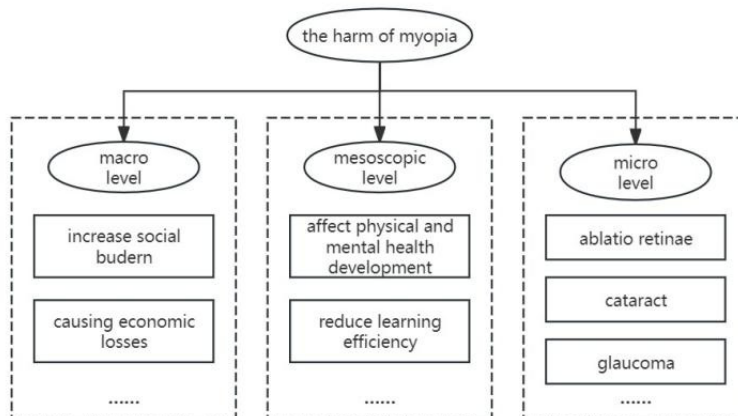 the harm of myopia
macro
level
increase social
budern
causing economic
losses
......
mesoscopic
level
affect physical and
mental health
development
reduce learning
efficiency
......
micro
level
ablatio retinae
cataract
glaucoma
......